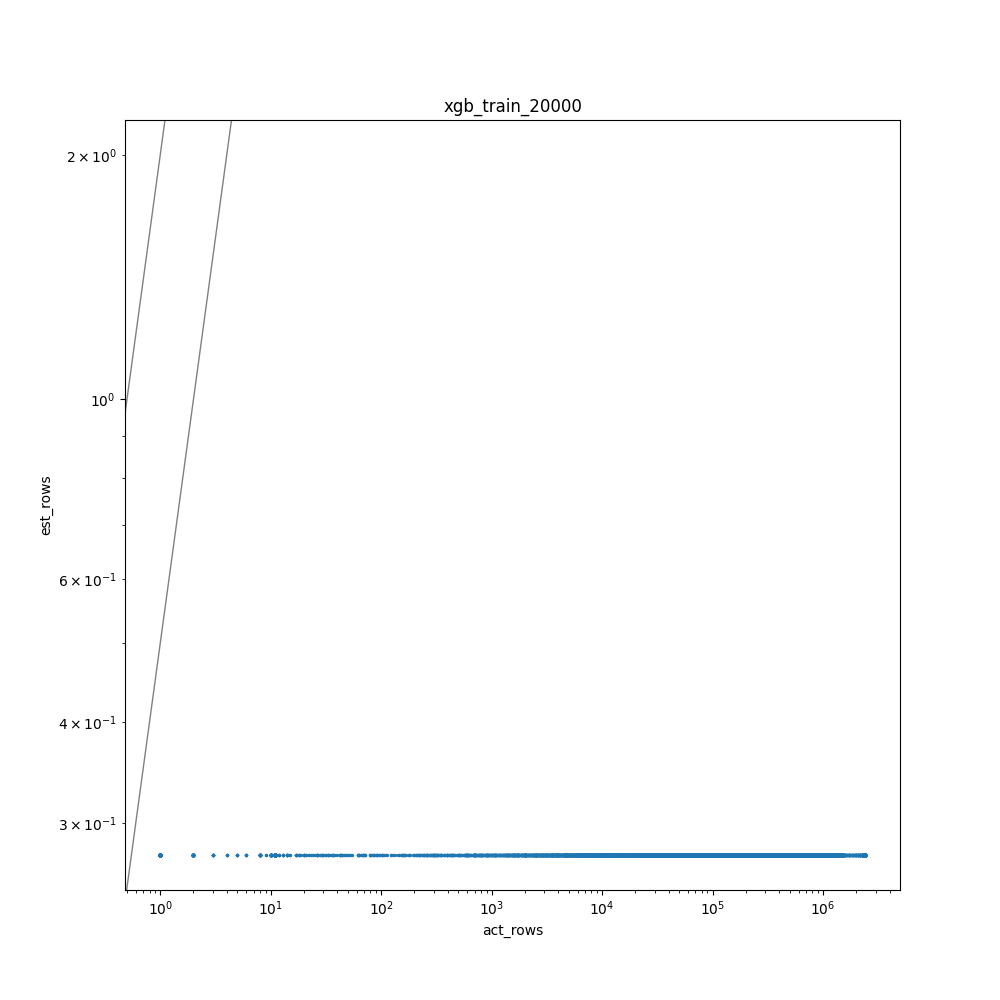 xgb_train_20000
2 × 10⁰
10⁰
6 × 10⁻¹
4 × 10⁻¹
3 × 10⁻¹
est_rows
10⁰ 10¹ 10² 10³ 10⁴ 10⁵ 10⁶
act_rows